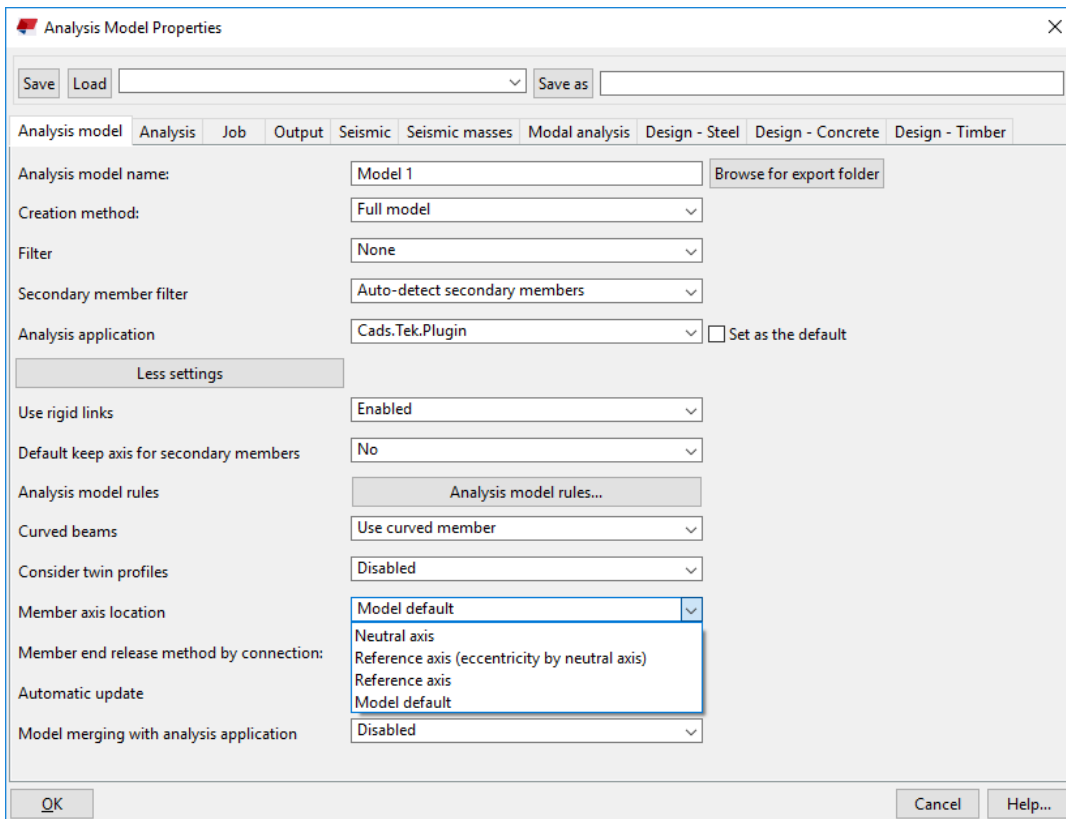 Analysis Model Properties
Save Load Save as
Analysis model Analysis Job Output Seismic Seismic masses Modal analysis Design - Steel Design - Concrete Design - Timber
Analysis model name: Model 1 Browse for export folder
Creation method: Full model
Filter None
Secondary member filter Auto-detect secondary members
Analysis application Cads.Tek.Plugin Set as the default
Less settings
Use rigid links Enabled
Default keep axis for secondary members No
Analysis model rules Analysis model rules...
Curved beams Use curved member
Consider twin profiles Disabled
Member axis location Model default
Neutral axis
Member end release method by connection: Reference axis (eccentricity by neutral axis)
Reference axis
Automatic update
Model default
Model merging with analysis application Disabled
OK Cancel Help...